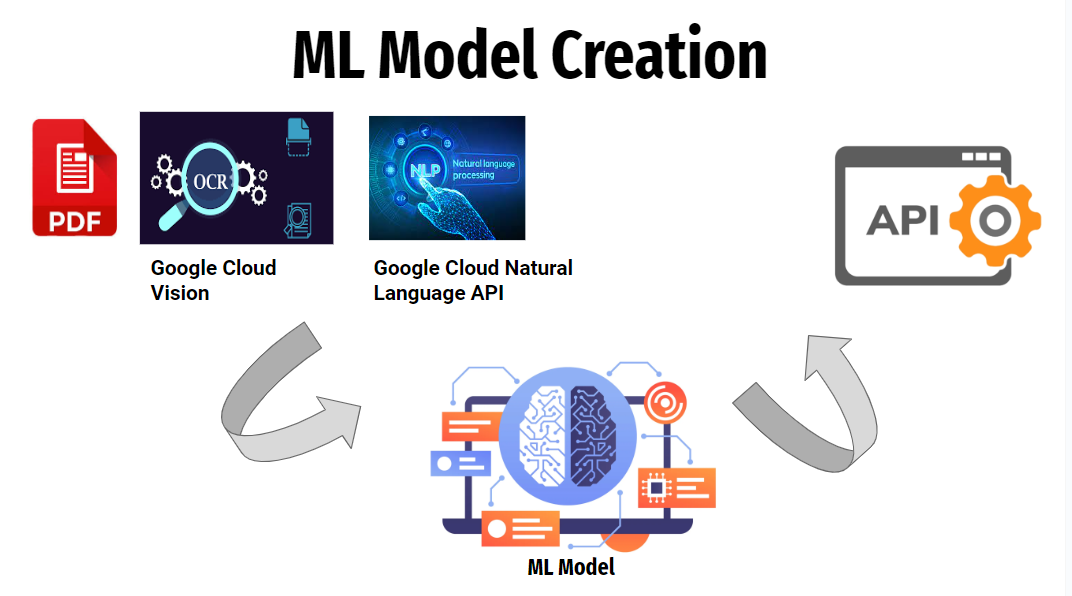 ML Model Creation
PDF
OCR
NLP
Natural language
processing
API
Google Cloud
Vision
Google Cloud Natural
Language API
ML Model